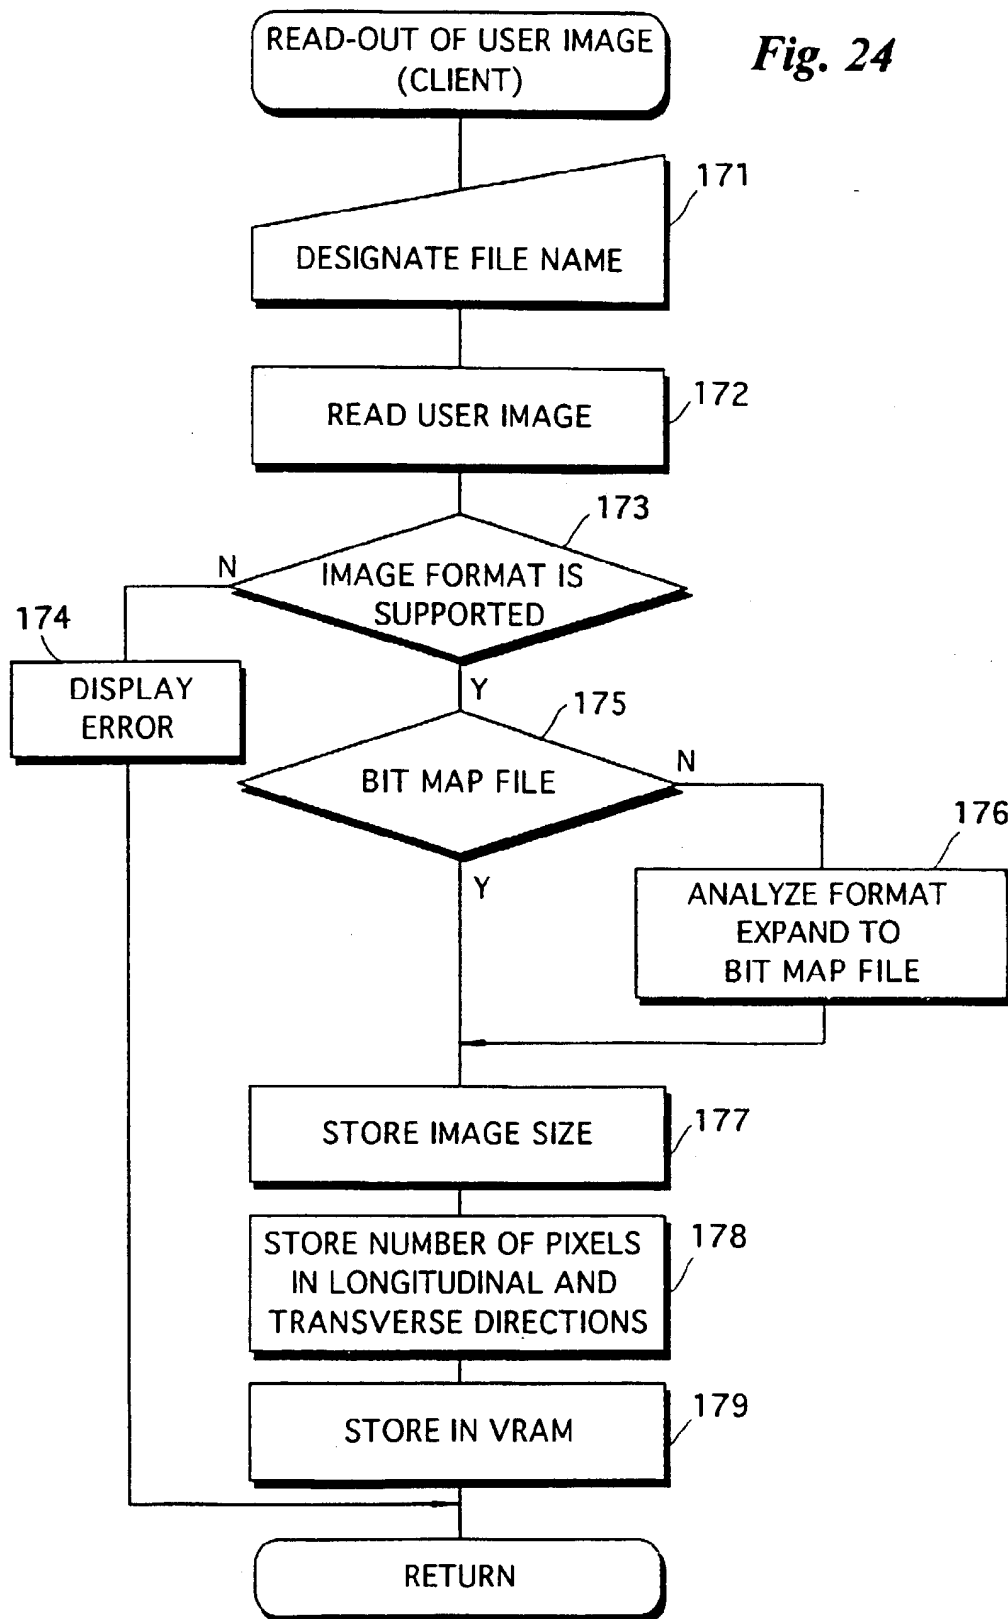 READ-OUT OF USER IMAGE
(CLIENT)
Fig. 24
171
DESIGNATE FILE NAME
172
READ USER IMAGE
173
N
IMAGE FORMAT IS
SUPPORTED
174
DISPLAY
ERROR
Y
175
BIT MAP FILE
N
176
Y
ANALYZE FORMAT
EXPAND TO
BIT MAP FILE
STORE IMAGE SIZE
177
STORE NUMBER OF PIXELS
IN LONGITUDINAL AND
TRANSVERSE DIRECTIONS
178
STORE IN VRAM
179
RETURN